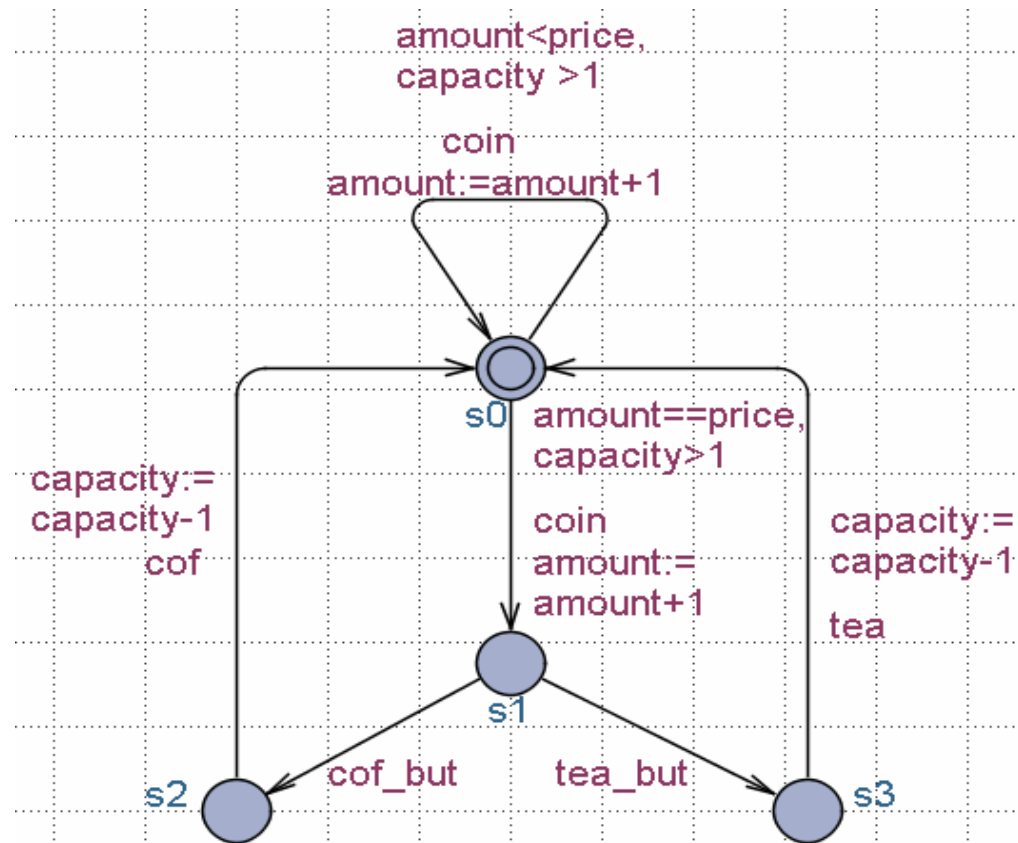 amount<price,
capacity >1
coin
amount:=amount+1
s0
amount==price,
capacity>1
capacity:=
capacity-1
cof
coin
amount:=
amount+1
capacity:=
capacity-1
tea
s1
cof_but
tea_but
s2
s3